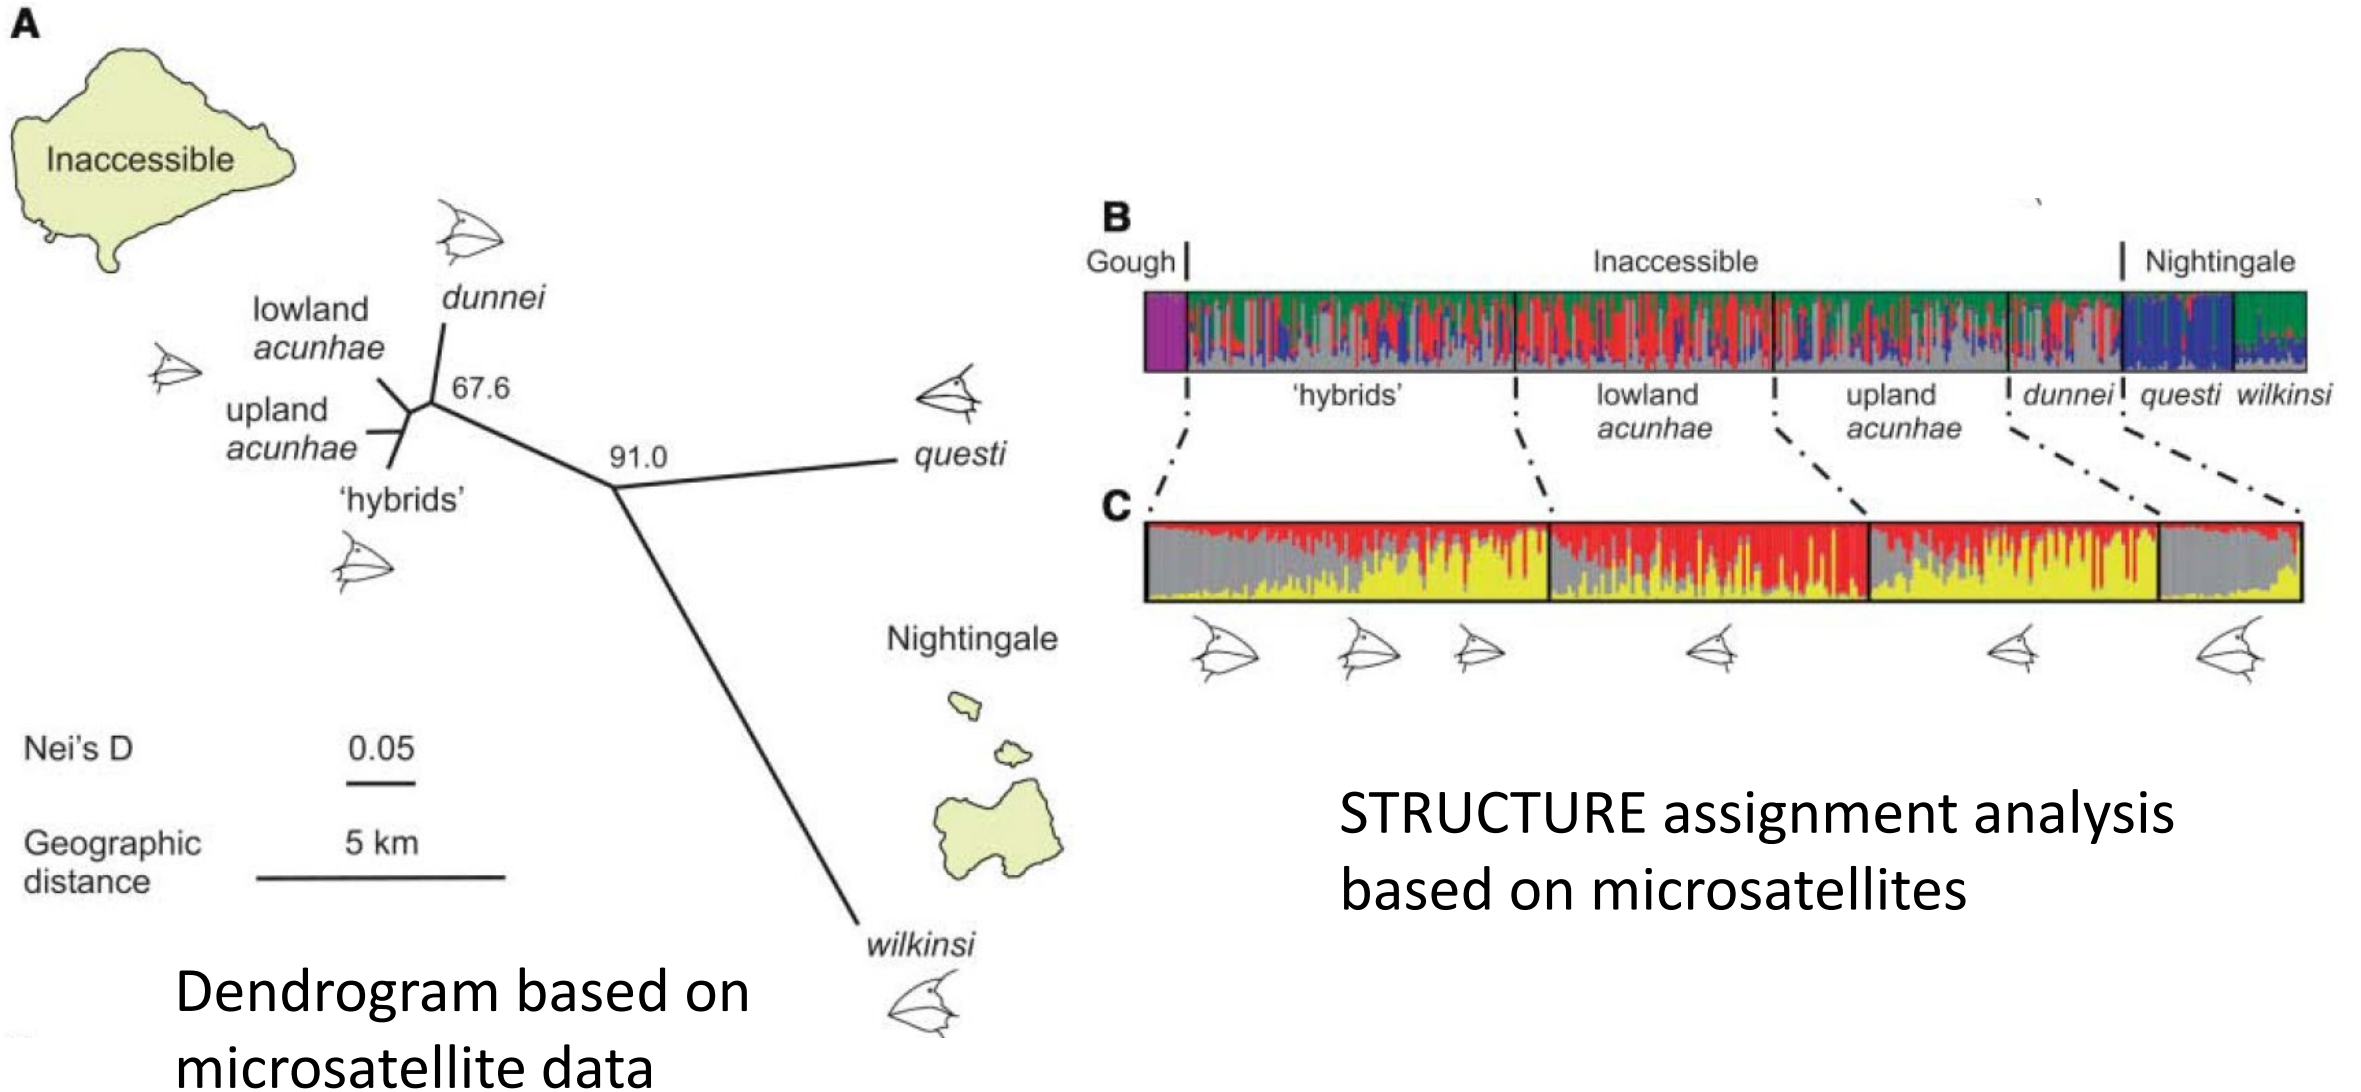 A
Inaccessible
dunnei
lowland
acunhae
67.6
upland
acunhae
'hybrids'
91.0
questi
Nightingale
Nei's D
0.05
Geographic
distance
5 km
wilkinsi
Dendrogram based on
microsatellite data
B
Gough
Inaccessible
Nightingale
'hybrids'
lowland
acunhae
upland
acunhae
dunnei
questi
wilkinsi
C
STRUCTURE assignment analysis
based on microsatellites